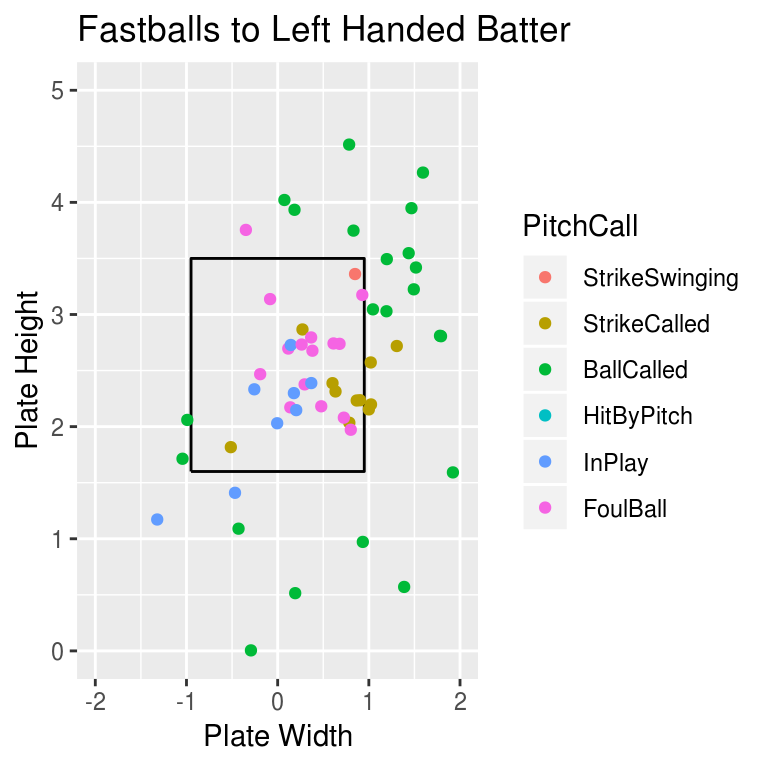 Fastballs to Left Handed Batter
5
4
3
2
1
0
-2 -1 0 1 2
Plate Height
Plate Width
PitchCall
StrikeSwinging
StrikeCalled
BallCalled
HitByPitch
InPlay
FoulBall